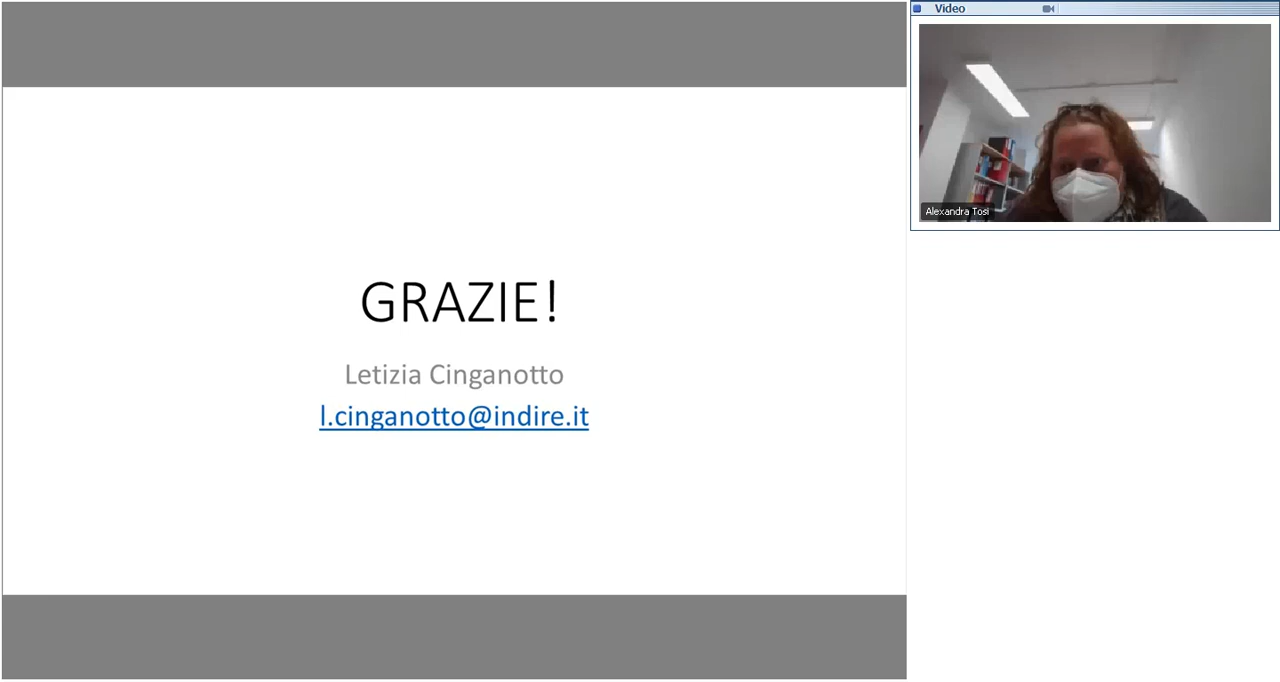 Video
Alexandra Tosi
GRAZIE!
Letizia Cinganotto
l.cinganotto@indire.it